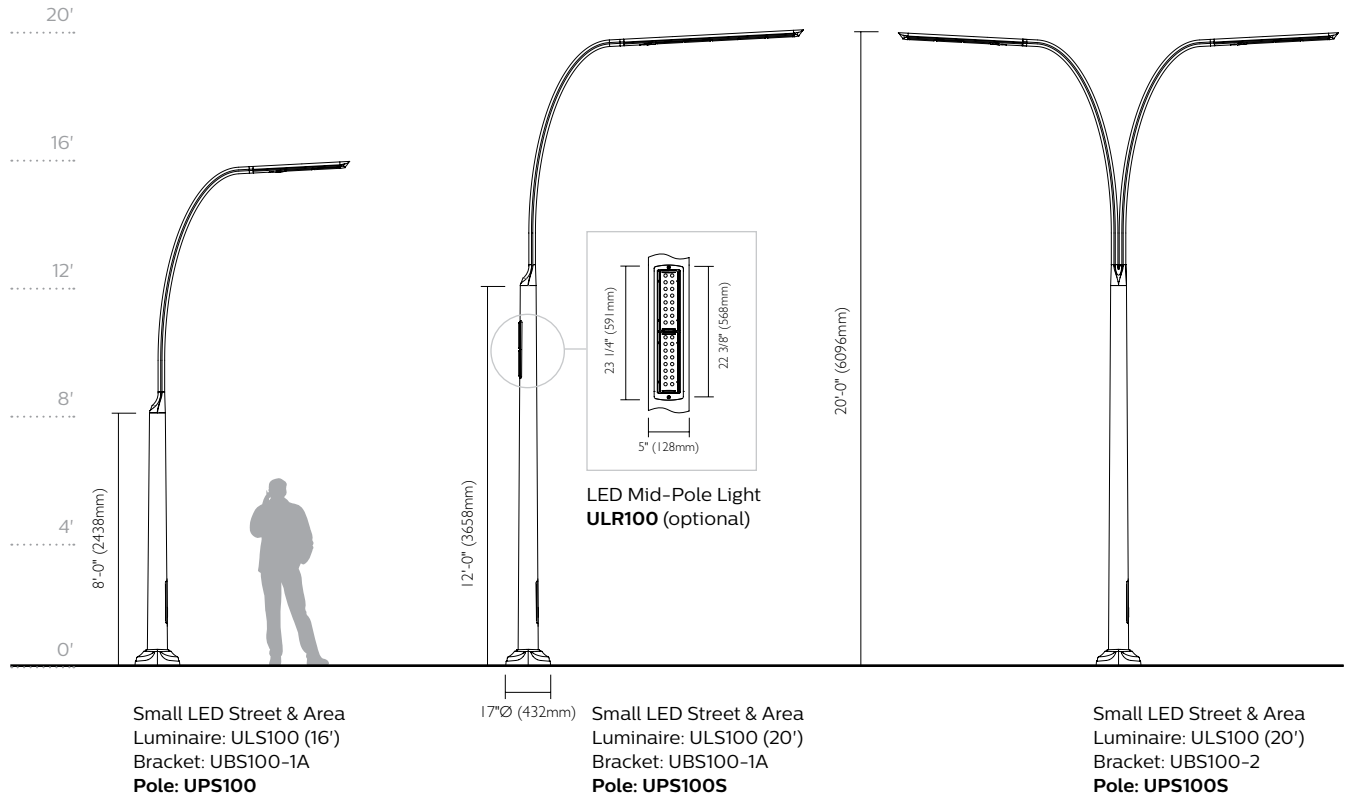 20'
16'
12'
8'
4'
0'
8'-0" (2438mm)
12'-0" (3658mm)
23 1/4" (591mm)
22 3/8" (568mm)
5" (128mm)
LED Mid-Pole Light
ULR100 (optional)
20'-0" (6096mm)
17"Ø (432mm)
Small LED Street & Area
Luminaire: ULS100 (16')
Bracket: UBS100-1A
Pole: UPS100
Small LED Street & Area
Luminaire: ULS100 (20')
Bracket: UBS100-1A
Pole: UPS100S
Small LED Street & Area
Luminaire: ULS100 (20')
Bracket: UBS100-2
Pole: UPS100S